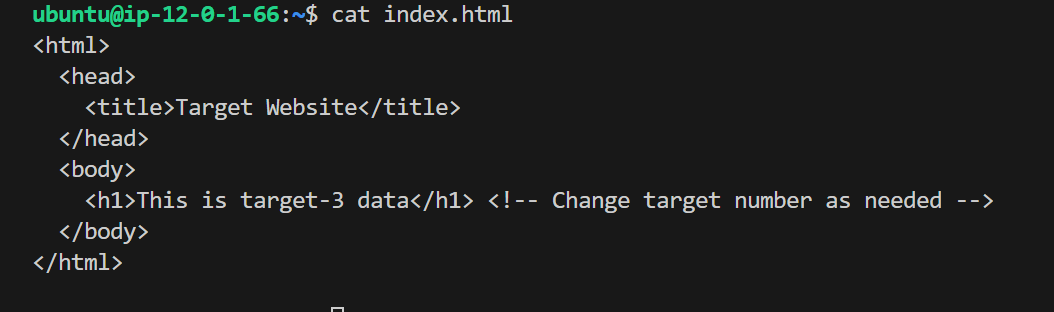 ubuntu@ip-12-0-1-66:~$ cat index.html
<html>
  <head>
    <title>Target Website</title>
  </head>
  <body>
    <h1>This is target-3 data</h1> <!-- Change target number as needed -->
  </body>
</html>